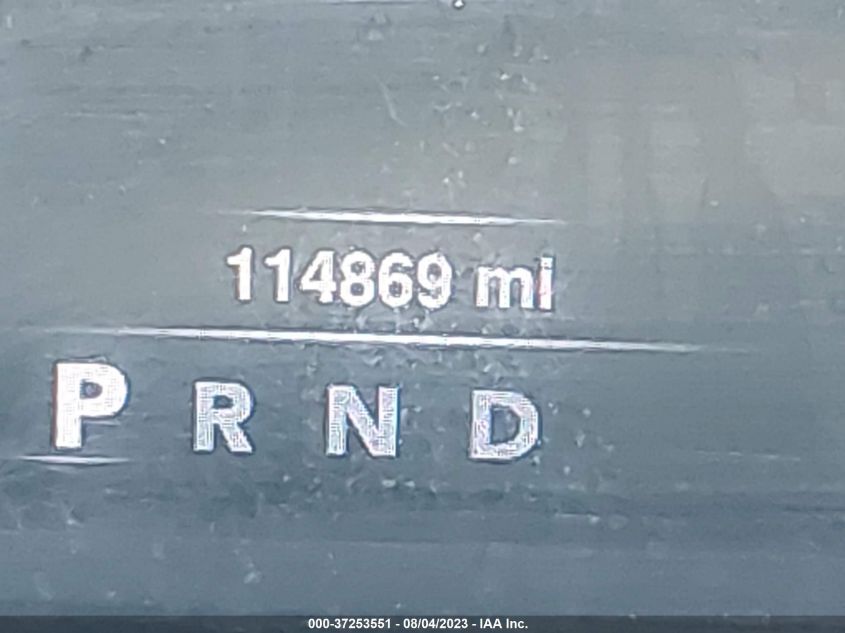 114869 mi
P R N D
000-37253551 - 08/04/2023 - IAA Inc.